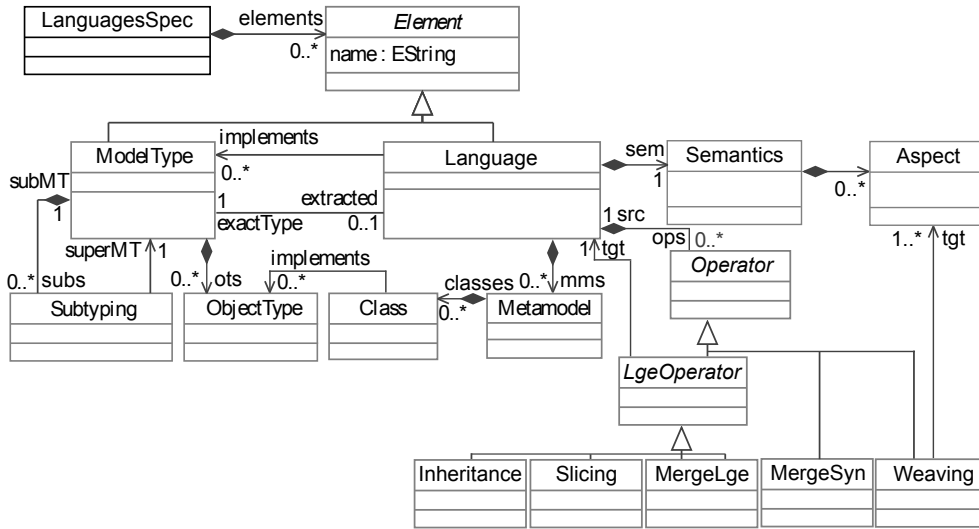 LanguagesSpec
elements
0..*
Element
name : EString
implements
0..*
ModelType
Language
sem
1
Semantics
0..*
Aspect
subMT
1
1
extracted
exactType
0..1
1 src
ops
0..*
1..*
tgt
superMT
1
1
tgt
0..*
subs
0..*
ots
implements
0..*
classes
0..*
0..*
mms
Operator
Subtyping
ObjectType
Class
Metamodel
LgeOperator
Inheritance
Slicing
MergeLge
MergeSyn
Weaving